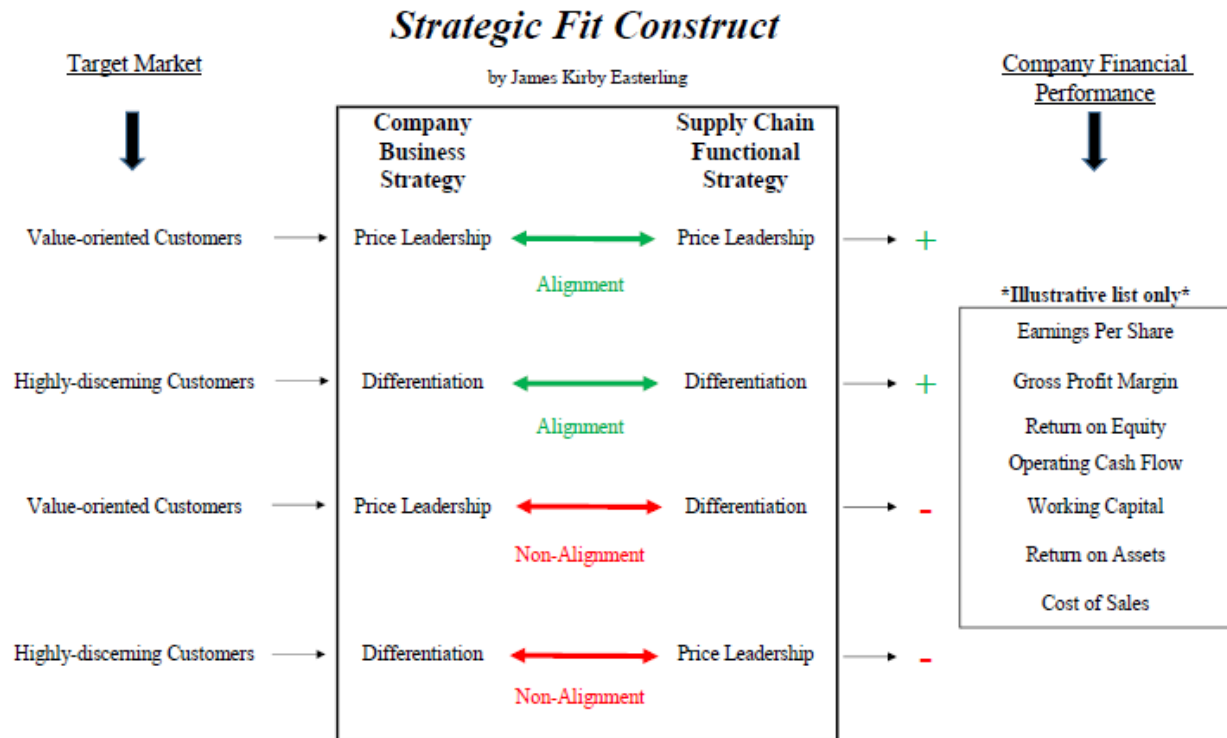 Strategic Fit Construct
by James Kirby Easterling
Target Market
Company Financial
Performance
Company
Business
Strategy
Supply Chain
Functional
Strategy
Value-oriented Customers
Price Leadership
Price Leadership
+
Alignment
Highly-discerning Customers
Differentiation
Differentiation
+
Alignment
Value-oriented Customers
Price Leadership
Differentiation
-
Non-Alignment
Highly-discerning Customers
Differentiation
Price Leadership
-
Non-Alignment
*Illustrative list only*
Earnings Per Share
Gross Profit Margin
Return on Equity
Operating Cash Flow
Working Capital
Return on Assets
Cost of Sales